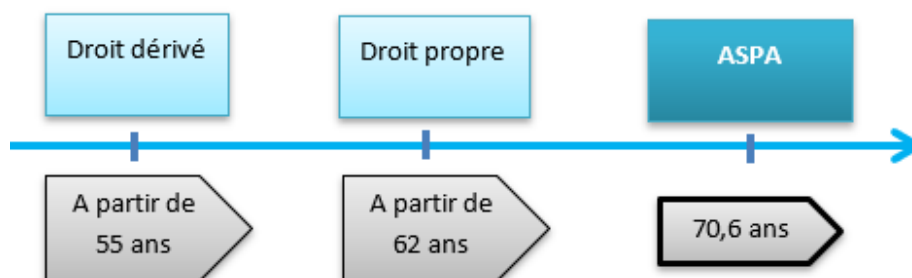 Droit dérivé
Droit propre
ASPA
A partir de
55 ans
A partir de
62 ans
70,6 ans